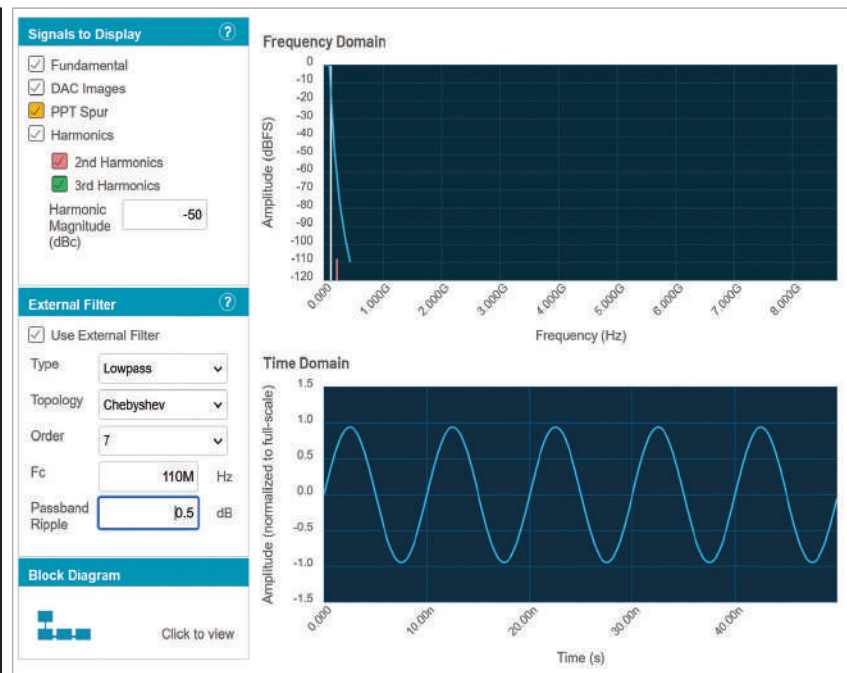 Signals to Display
?
Fundamental
DAC Images
PPT Spur
Harmonics
2nd Harmonics
3rd Harmonics
Harmonic
Magnitude
(dBc)
-50
External Filter
?
Use External Filter
Type
Lowpass
Topology
Chebyshev
Order
7
Fc
110M
Hz
Passband
Ripple
0.5
dB
Block Diagram
Click to view
Frequency Domain
Amplitude (dBFS)
0
-10
-20
-30
-40
-50
-60
-70
-80
-90
-100
-110
-120
0.000
1.000G
2.000G
3.000G
4.000G
5.000G
6.000G
7.000G
8.000G
Frequency (Hz)
Time Domain
Amplitude (normalized to full-scale)
1.5
1.0
0.5
0.0
-0.5
-1.0
-1.5
0.000
10.00n
20.00n
30.00n
40.00n
Time (s)